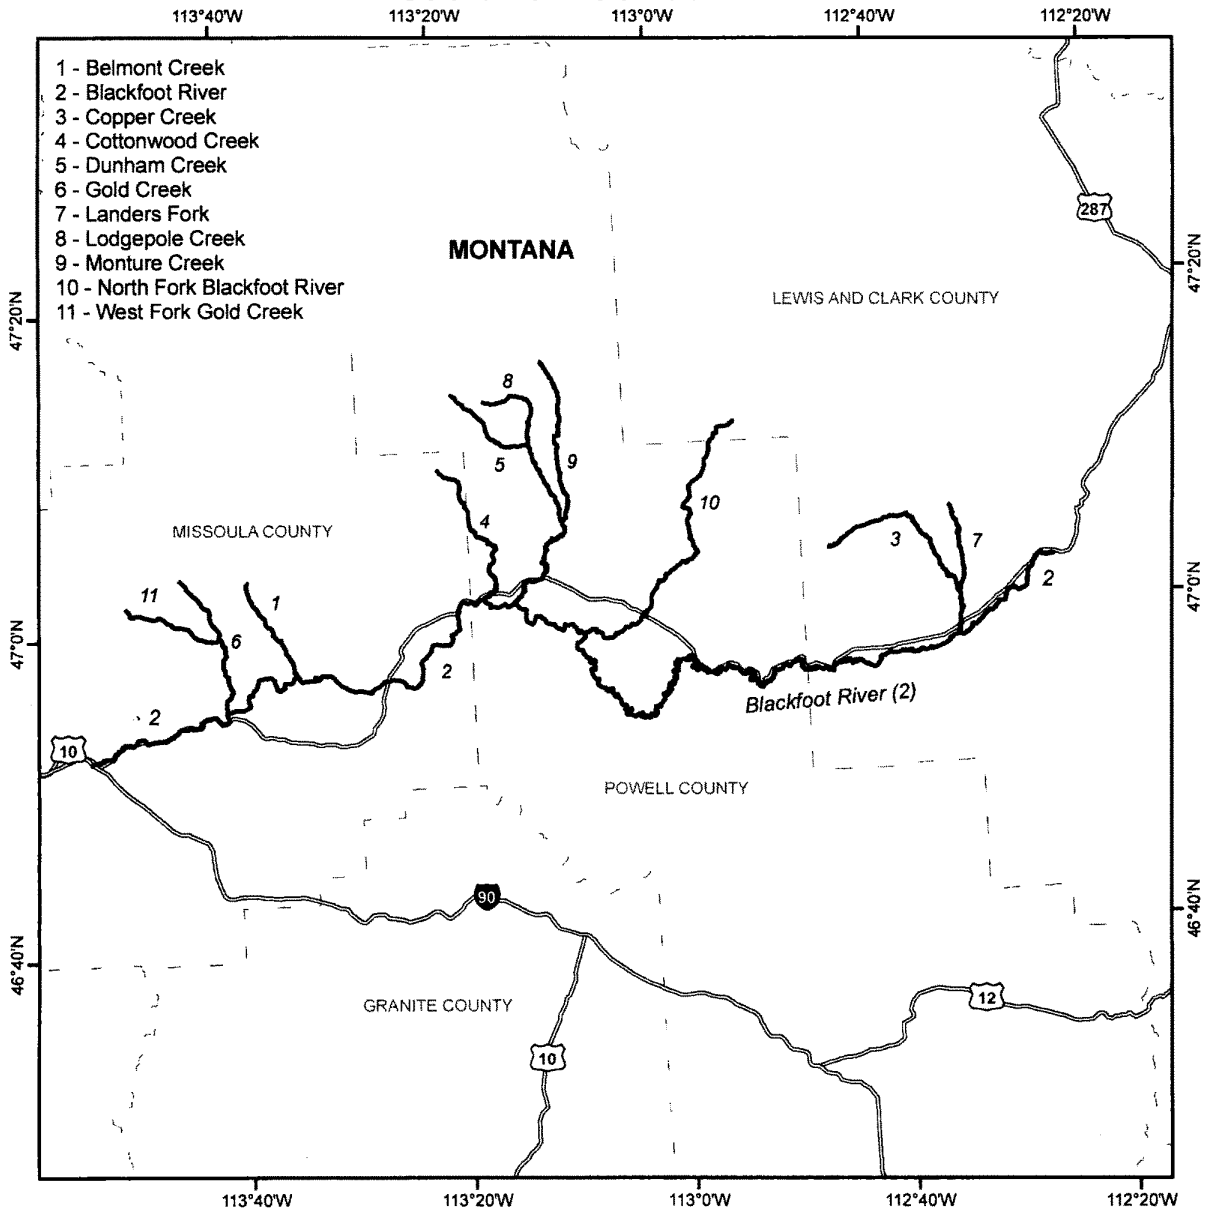 113°40'W 113°20'W 113°0'W 112°40'W 112°20'W
1 - Belmont Creek
2 - Blackfoot River
3 - Copper Creek
4 - Cottonwood Creek
5 - Dunham Creek
6 - Gold Creek
7 - Landers Fork
8 - Lodgepole Creek
9 - Monture Creek
10 - North Fork Blackfoot River
11 - West Fork Gold Creek
287
MONTANA
47°20'N
LEWIS AND CLARK COUNTY
47°20'N
8
5
9
10
4
MISSOULA COUNTY
3
7
2
47°0'N
11
1
6
47°0'N
2
Blackfoot River (2)
2
10
POWELL COUNTY
90
46°40'N
46°40'N
12
GRANITE COUNTY
10
113°40'W 113°20'W 113°0'W 112°40'W 112°20'W